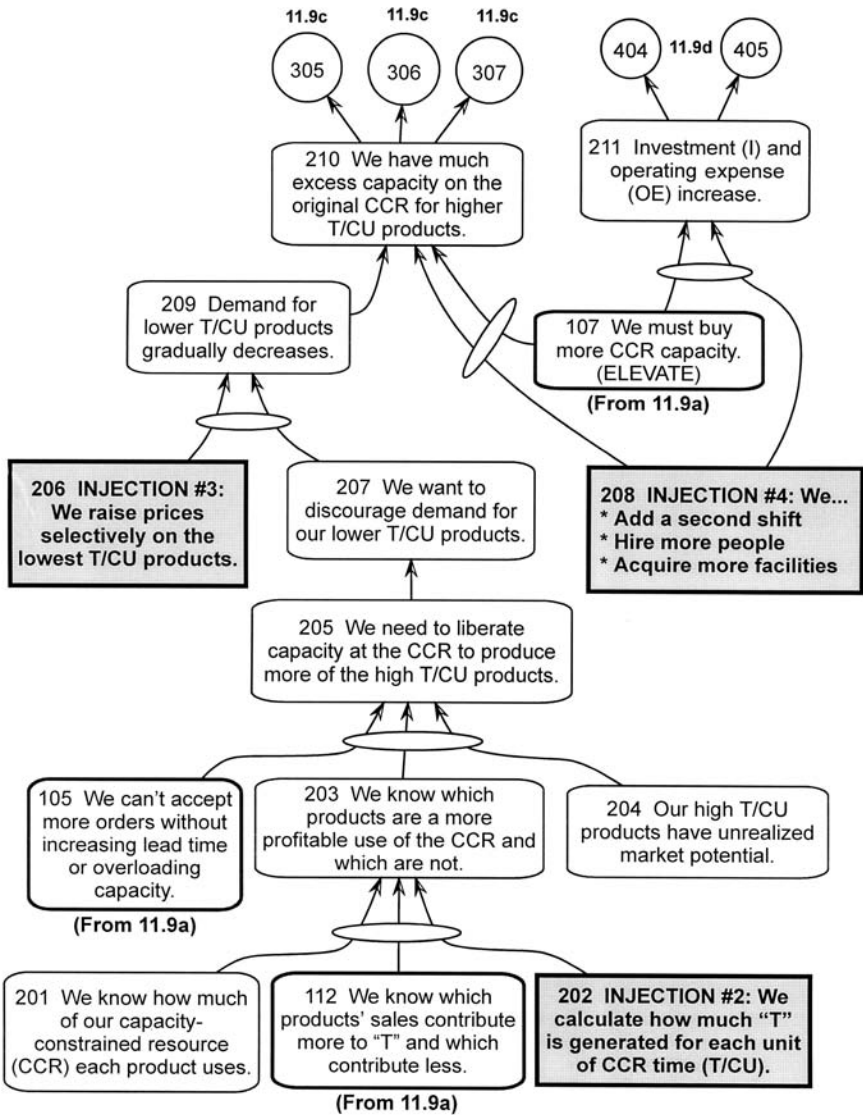 11.9c
11.9c
11.9c
305
306
307
404
11.9d
405
210 We have much
excess capacity on the
original CCR for higher
T/CU products.
211 Investment (I) and
operating expense
(OE) increase.
209 Demand for
lower T/CU products
gradually decreases.
107 We must buy
more CCR capacity.
(ELEVATE)
(From 11.9a)
206 INJECTION #3:
We raise prices
selectively on the
lowest T/CU products.
207 We want to
discourage demand for
our lower T/CU products.
208 INJECTION #4: We...
* Add a second shift
* Hire more people
* Acquire more facilities
205 We need to liberate
capacity at the CCR to produce
more of the high T/CU products.
105 We can't accept
more orders without
increasing lead time
or overloading
capacity.
(From 11.9a)
203 We know which
products are a more
profitable use of the CCR and
which are not.
204 Our high T/CU
products have unrealized
market potential.
201 We know how much
of our capacity-
constrained resource
(CCR) each product uses.
112 We know which
products' sales contribute
more to "T" and which
contribute less.
(From 11.9a)
202 INJECTION #2: We
calculate how much "T"
is generated for each unit
of CCR time (T/CU).